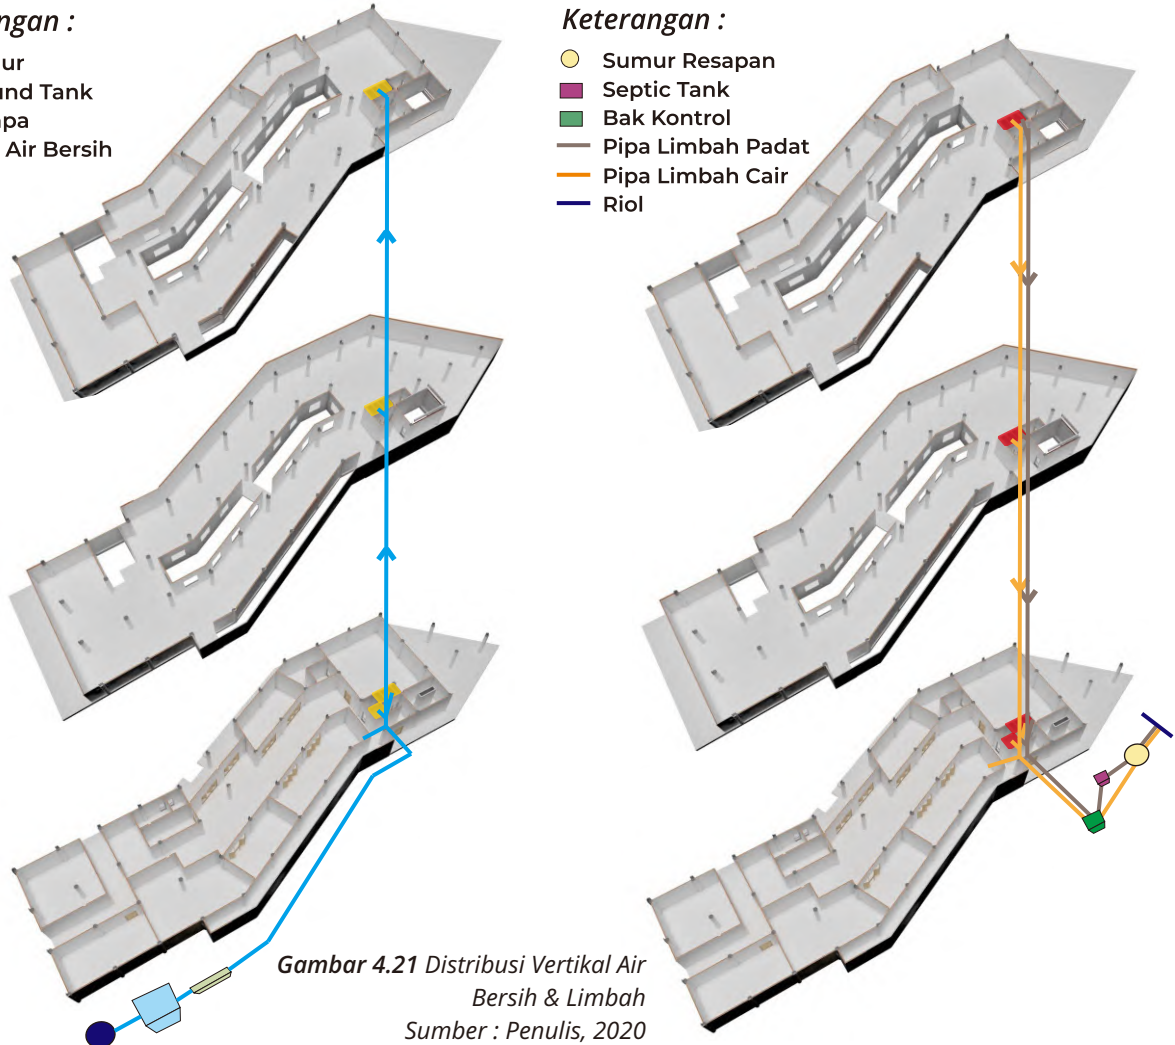 ngan :
ur
und Tank
npa
Air Bersih
Keterangan :
Sumur Resapan
Septic Tank
Bak Kontrol
Pipa Limbah Padat
Pipa Limbah Cair
Riol
Gambar 4.21 Distribusi Vertikal Air
Bersih & Limbah
Sumber : Penulis, 2020